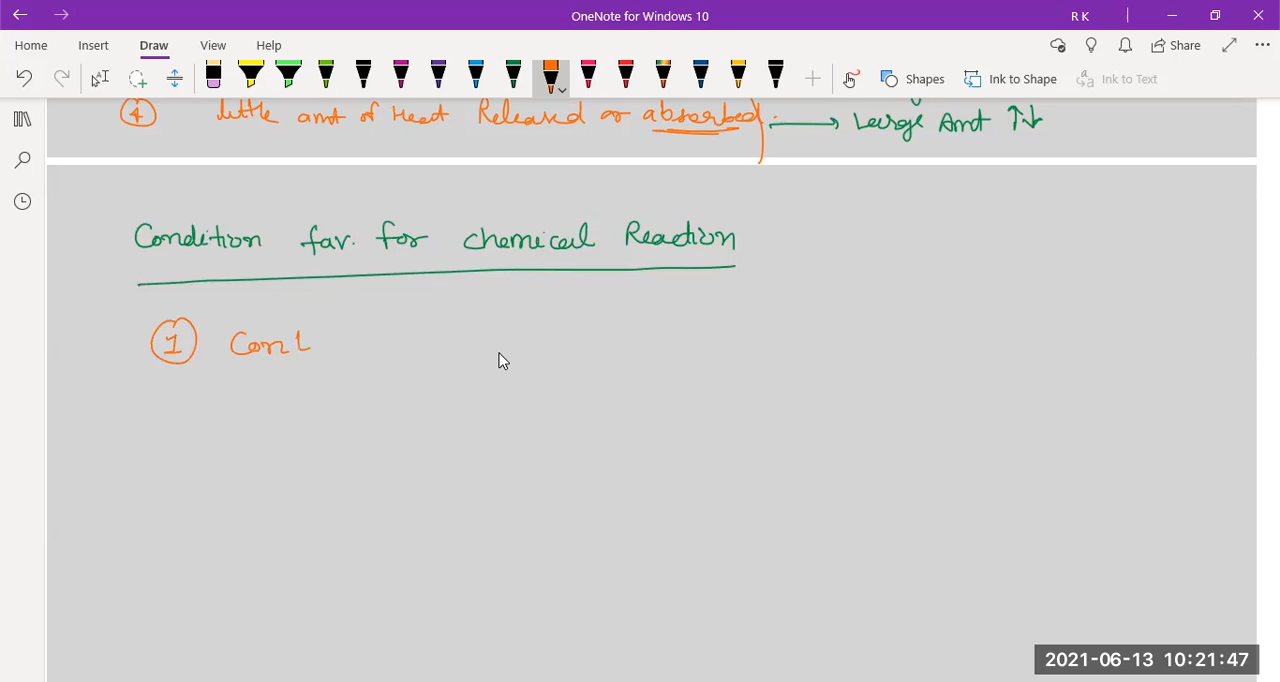 OneNote for Windows 10
R K
Home Insert Draw View Help
Share
Shapes Ink to Shape Ink to Text
④ little amt of Heat Released or absorbed. → Large Amt ↑↓
Condition fav. for chemical Reaction
① Cont
2021-06-13 10:21:47